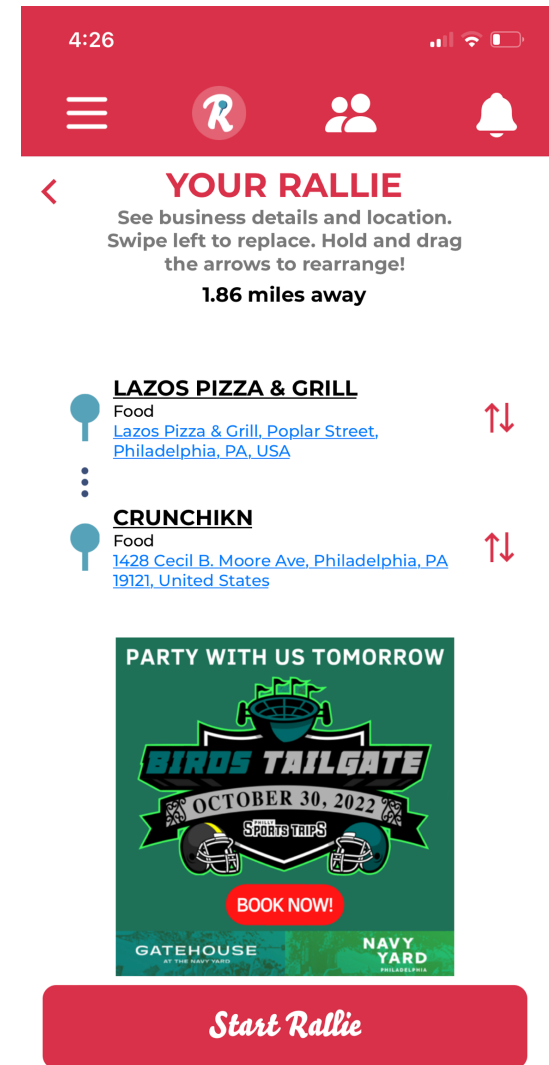 4:26
R
YOUR RALLIE
See business details and location.
Swipe left to replace. Hold and drag
the arrows to rearrange!
1.86 miles away
LAZOS PIZZA & GRILL
Food
Lazos Pizza & Grill, Poplar Street,
Philadelphia, PA, USA
CRUNCHIKN
Food
1428 Cecil B. Moore Ave, Philadelphia, PA
19121, United States
PARTY WITH US TOMORROW
BIRDS TAILGATE
OCTOBER 30, 2022
PHILLY
SPORTS TRIPS
BOOK NOW!
GATEHOUSE
AT THE NAVY YARD
NAVY
YARD
PHILADELPHIA
Start Rallie